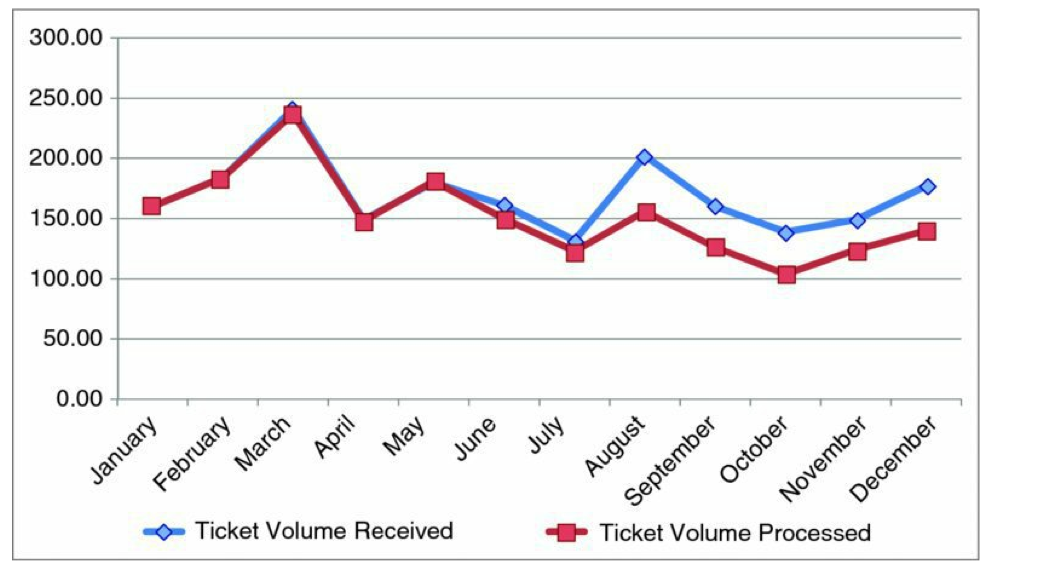 300.00
250.00
200.00
150.00
100.00
50.00
0.00
January
February
March
April
May
June
July
August
September
October
November
December
Ticket Volume Received
Ticket Volume Processed